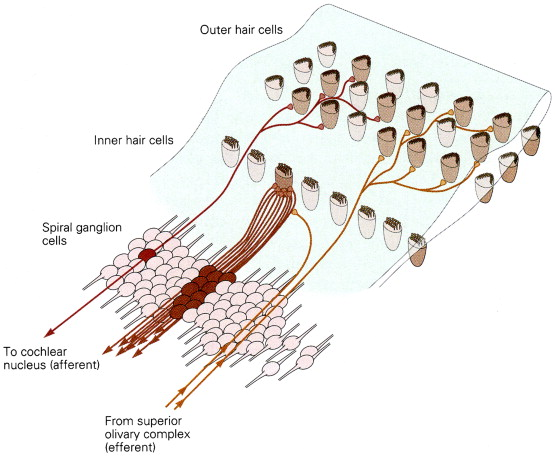 Outer hair cells
Inner hair cells
Spiral ganglion
cells
To cochlear
nucleus (afferent)
From superior
olivary complex
(efferent)